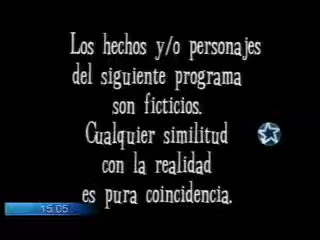 Los hechos y/o personajes
del siguiente programa
son ficticios.
Cualquier similitud
con la realidad
es pura coincidencia.
15:05